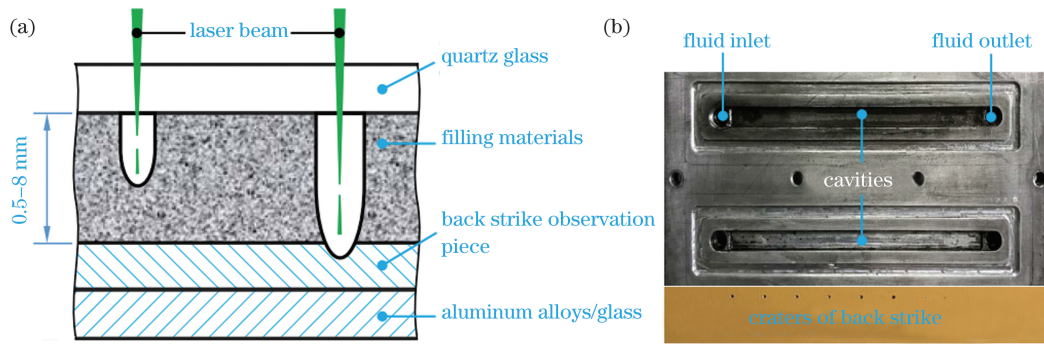 (a)
laser beam
quartz glass
filling materials
0.5–8 mm
back strike observation
piece
aluminum alloys/glass
(b)
fluid inlet
fluid outlet
cavities
craters of back strike